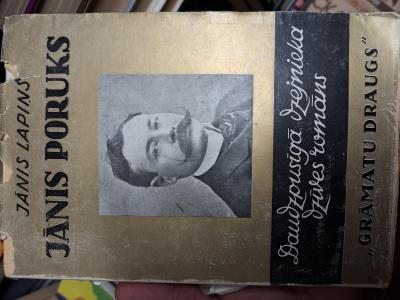 JĀNIS LAPIŅŠ
JĀNIS PORUKS
Daudzpusīgā dzejnieka
dzīves romāns
„GRĀMATU DRAUGS"